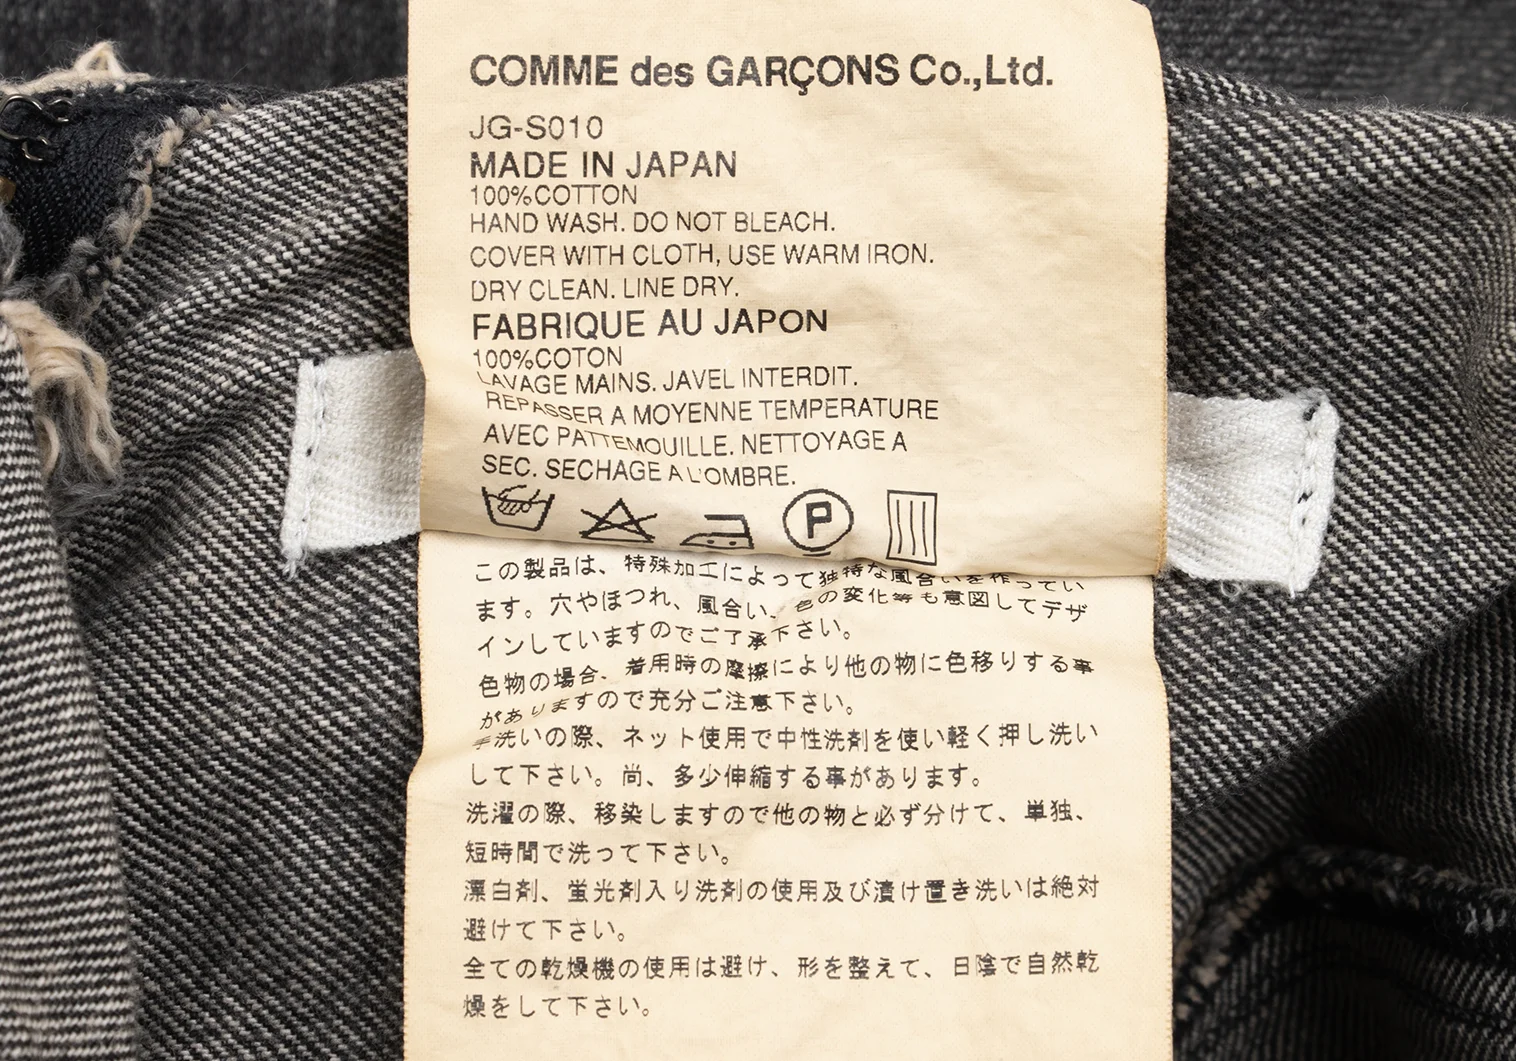 COMME des GARÇONS Co.,Ltd.
JG-S010
MADE IN JAPAN
100%COTTON
HAND WASH. DO NOT BLEACH.
COVER WITH CLOTH, USE WARM IRON.
DRY CLEAN. LINE DRY.
FABRIQUE AU JAPON
100%COTON
LAVAGE MAINS. JAVEL INTERDIT.
REPASSER A MOYENNE TEMPERATURE
AVEC PATTEMOUILLE. NETTOYAGE A
SEC. SECHAGE A L'OMBRE.
P
この製品は、特殊加工によって独特な風合いを作ってい
ます。穴やほつれ、風合い、色の変化等も意図してデザ
インしていますのでご了承下さい。
色物の場合、着用時の摩擦により他の物に色移りする事
がありますので充分ご注意下さい。
手洗いの際、ネット使用で中性洗剤を使い軽く押し洗い
して下さい。尚、多少伸縮する事があります。
洗濯の際、移染しますので他の物と必ず分けて、単独、
短時間で洗って下さい。
漂白剤、蛍光剤入り洗剤の使用及び漬け置き洗いは絶対
避けて下さい。
全ての乾燥機の使用は避け、形を整えて、日陰で自然乾
燥をして下さい。